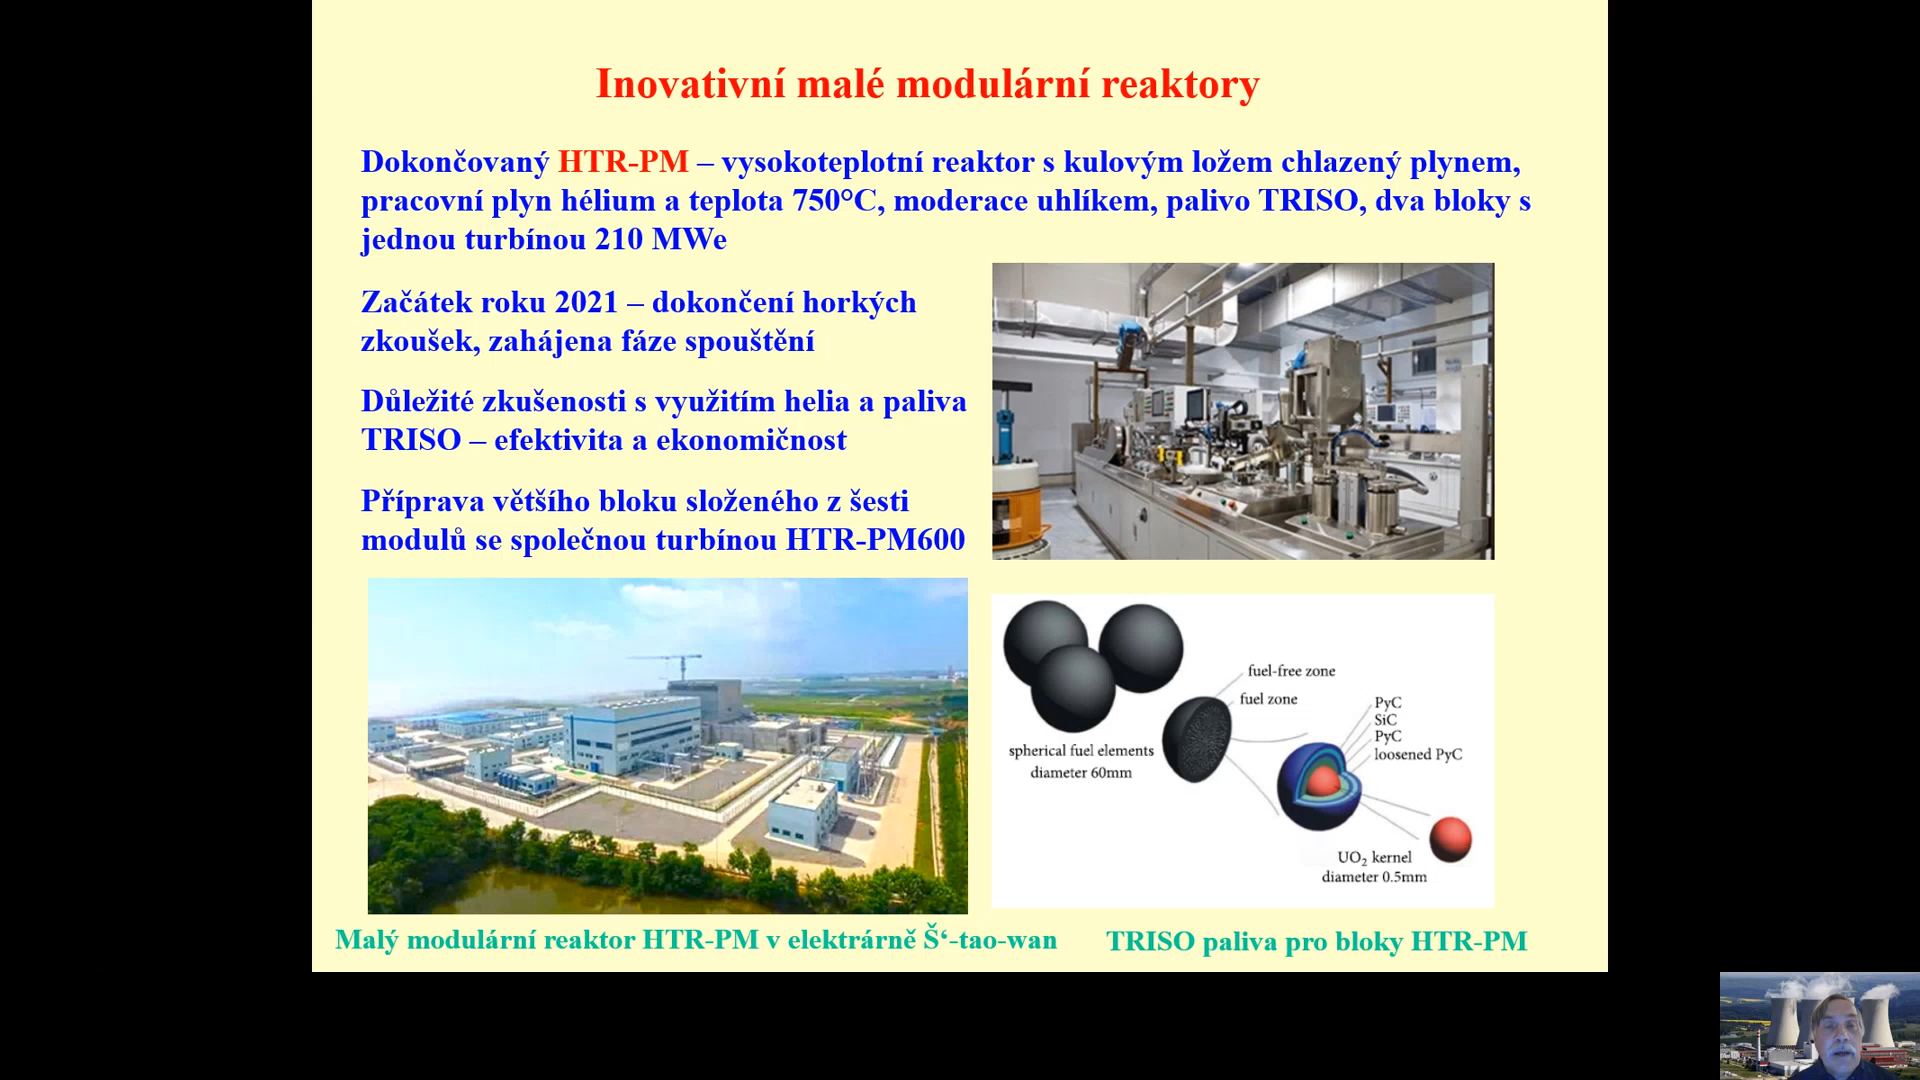 Inovativní malé modulární reaktory
Dokončovaný HTR-PM – vysokoteplotní reaktor s kulovým ložem chlazený plynem,
pracovní plyn hélium a teplota 750°C, moderace uhlíkem, palivo TRISO, dva bloky s
jednou turbínou 210 MWe
Začátek roku 2021 – dokončení horkých
zkoušek, zahájena fáze spouštění
Důležité zkušenosti s využitím helia a paliva
TRISO – efektivita a ekonomičnost
Příprava většího bloku složeného z šesti
modulů se společnou turbínou HTR-PM600
fuel-free zone
fuel zone
PyC
SiC
PyC
loosened PyC
spherical fuel elements
diameter 60mm
UO₂ kernel
diameter 0.5mm
Malý modulární reaktor HTR-PM v elektrárně Š‘-tao-wan
TRISO paliva pro bloky HTR-PM